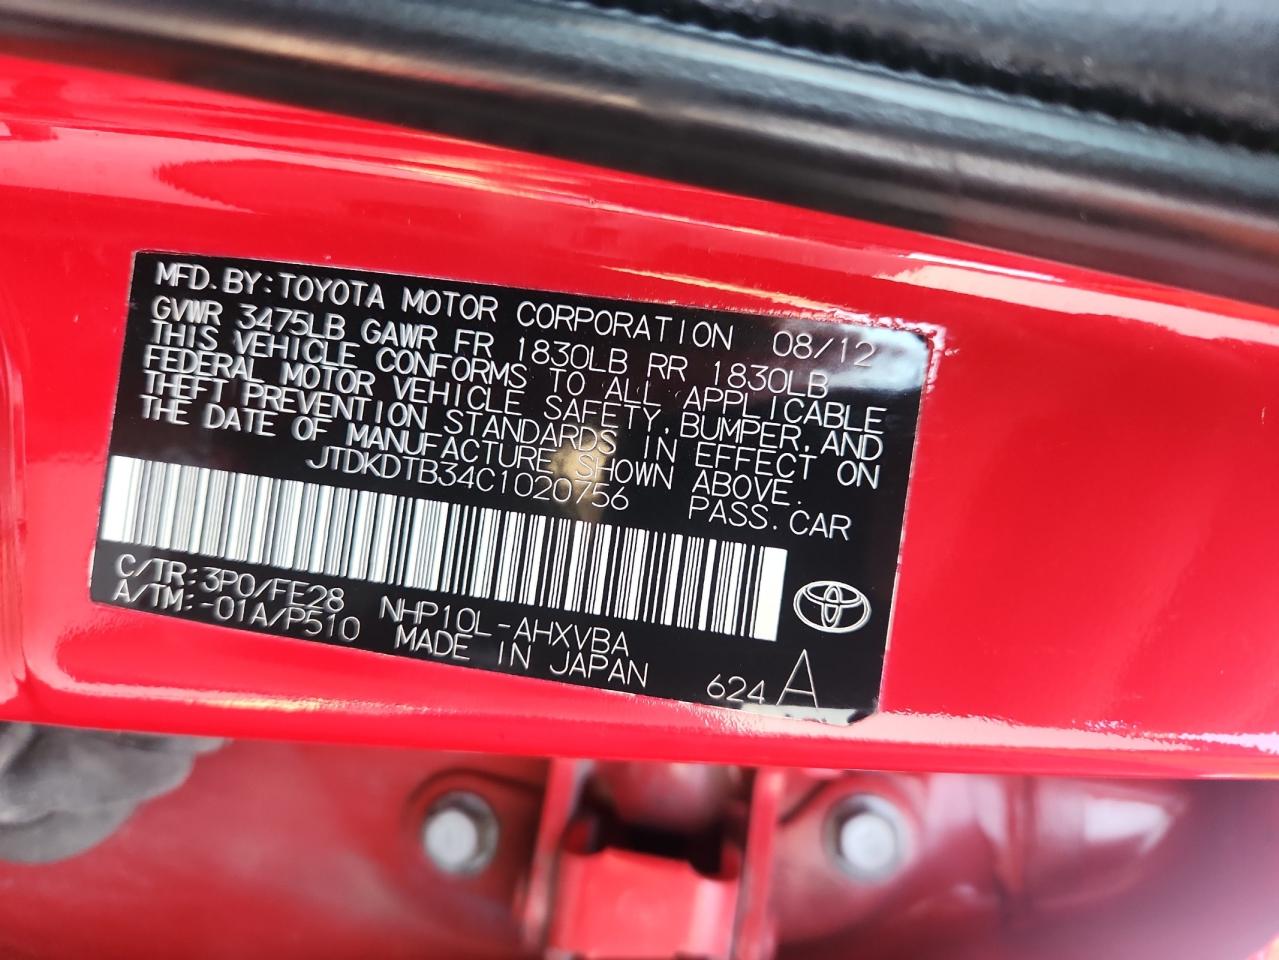 MFD. BY: TOYOTA MOTOR CORPORATION 08/12
GVWR 3475LB GAWR FR 1830LB RR 1830LB
THIS VEHICLE CONFORMS TO ALL APPLICABLE
FEDERAL MOTOR VEHICLE SAFETY, BUMPER, AND
THEFT PREVENTION STANDARDS IN EFFECT ON
THE DATE OF MANUFACTURE SHOWN ABOVE.
JTDKDTB34C1020756 PASS. CAR
C/TR: 3P0/FE28 NHP10L-AHXVBA
A/TM: -01A/P510 MADE IN JAPAN 624 A